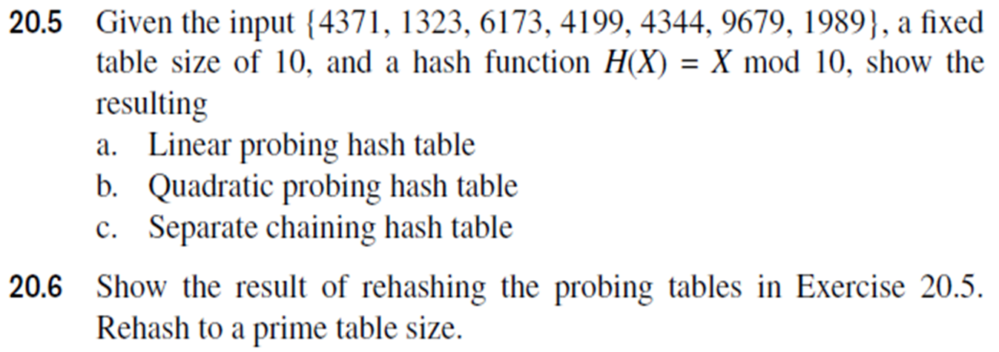 20.5 Given the input {4371, 1323, 6173, 4199, 4344, 9679, 1989}, a fixed
table size of 10, and a hash function H(X) = X mod 10, show the
resulting
a. Linear probing hash table
b. Quadratic probing hash table
c. Separate chaining hash table
20.6 Show the result of rehashing the probing tables in Exercise 20.5.
Rehash to a prime table size.